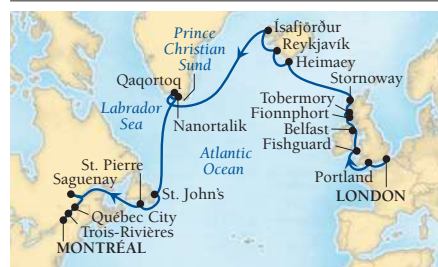 Prince
Christian
Sund
Ísafjörður
Reykjavík
Heimaey
Stornoway
Qaqortoq
Tobermory
Fionnphort
Labrador
Sea
Nanortalik
Belfast
Fishguard
Atlantic
Ocean
St. Pierre
Saguenay
St. John's
Portland
LONDON
Québec City
Trois-Rivières
MONTRÉAL